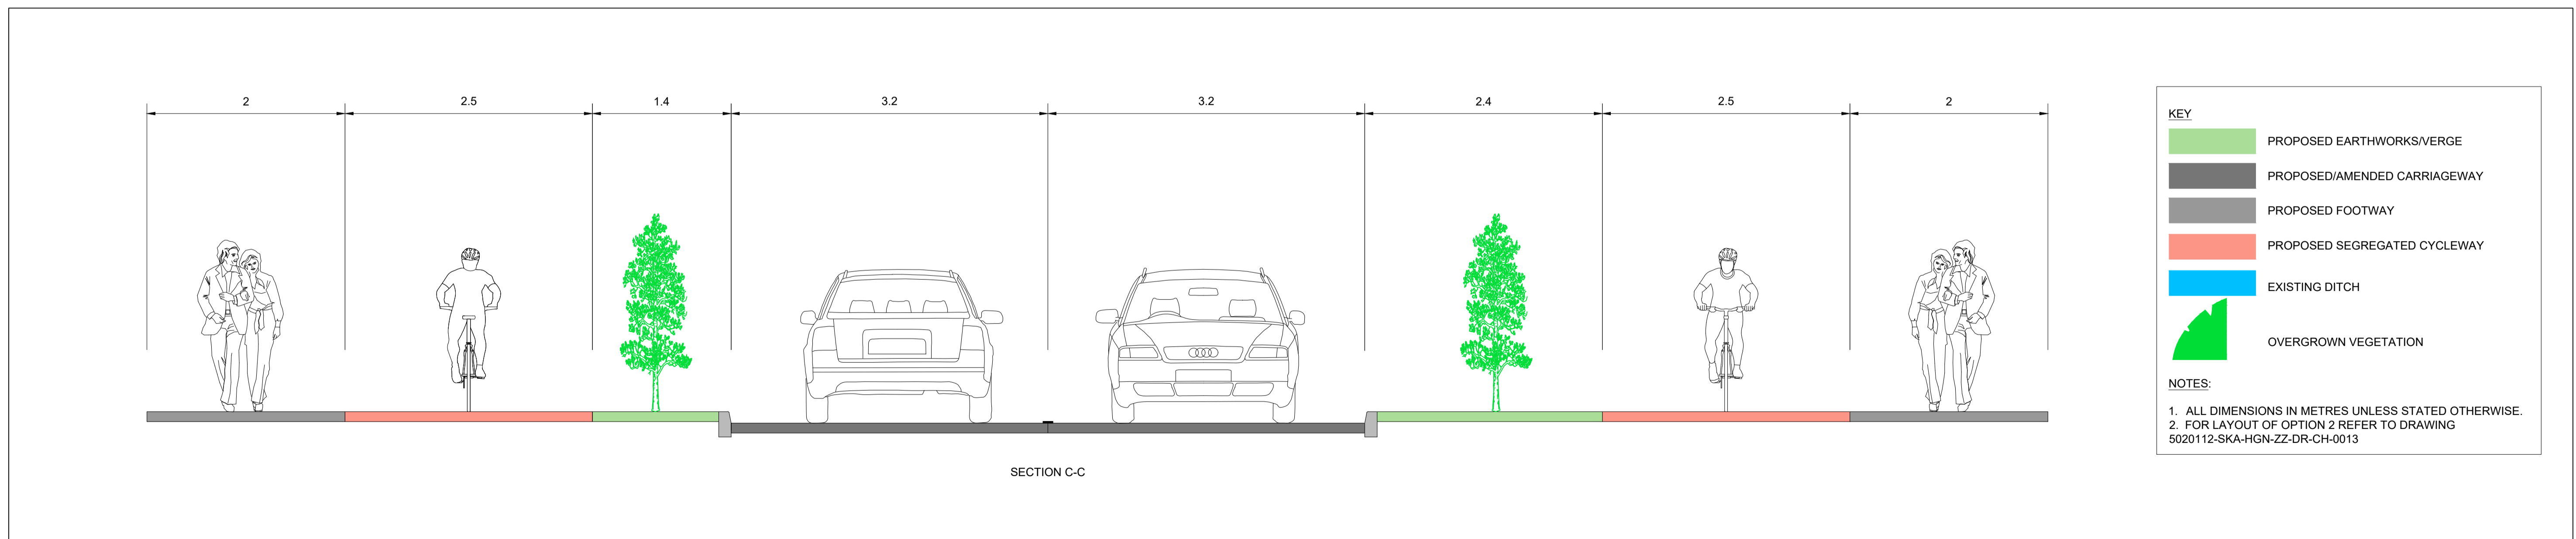 2 2.5 1.4 3.2 3.2 2.4 2.5 2
SECTION C-C
KEY
PROPOSED EARTHWORKS/VERGE
PROPOSED/AMENDED CARRIAGEWAY
PROPOSED FOOTWAY
PROPOSED SEGREGATED CYCLEWAY
EXISTING DITCH
OVERGROWN VEGETATION
NOTES:
1. ALL DIMENSIONS IN METRES UNLESS STATED OTHERWISE.
2. FOR LAYOUT OF OPTION 2 REFER TO DRAWING
5020112-SKA-HGN-ZZ-DR-CH-0013